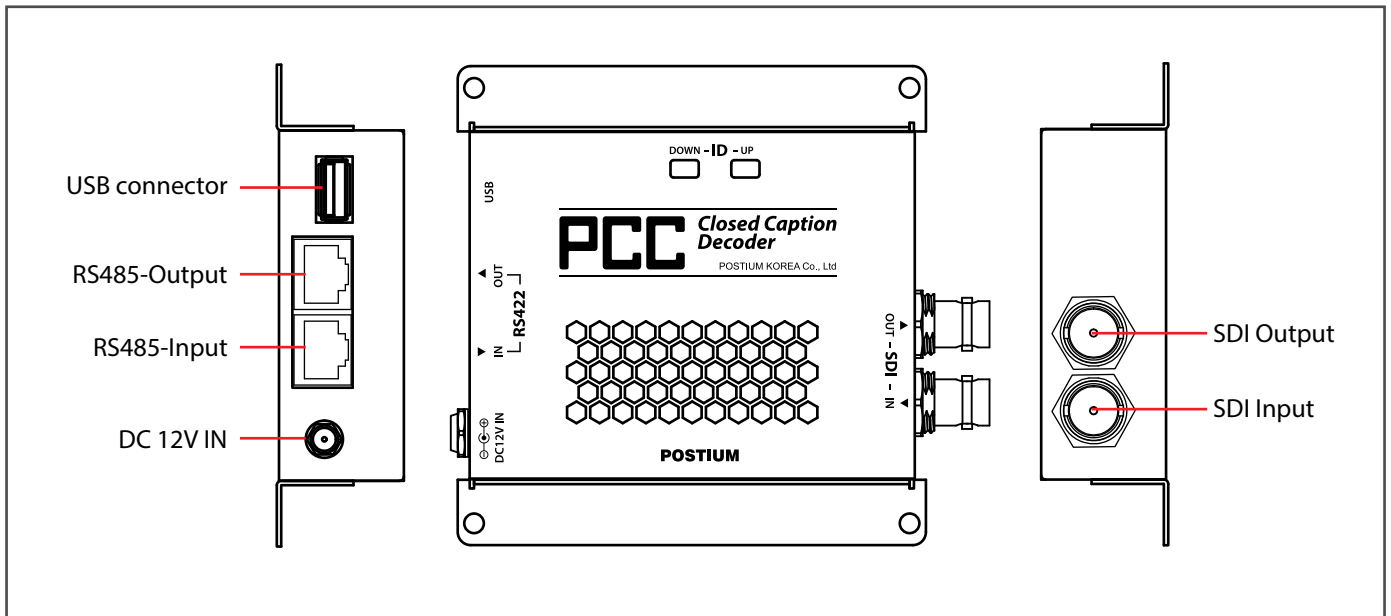 USB connector
RS485-Output
RS485-Input
DC 12V IN
DOWN - ID - UP
USB
PCC Closed Caption
Decoder
POSTIUM KOREA Co., Ltd
OUT
RS422
IN
DC12V IN
OUT - SDI - IN
POSTIUM
SDI Output
SDI Input